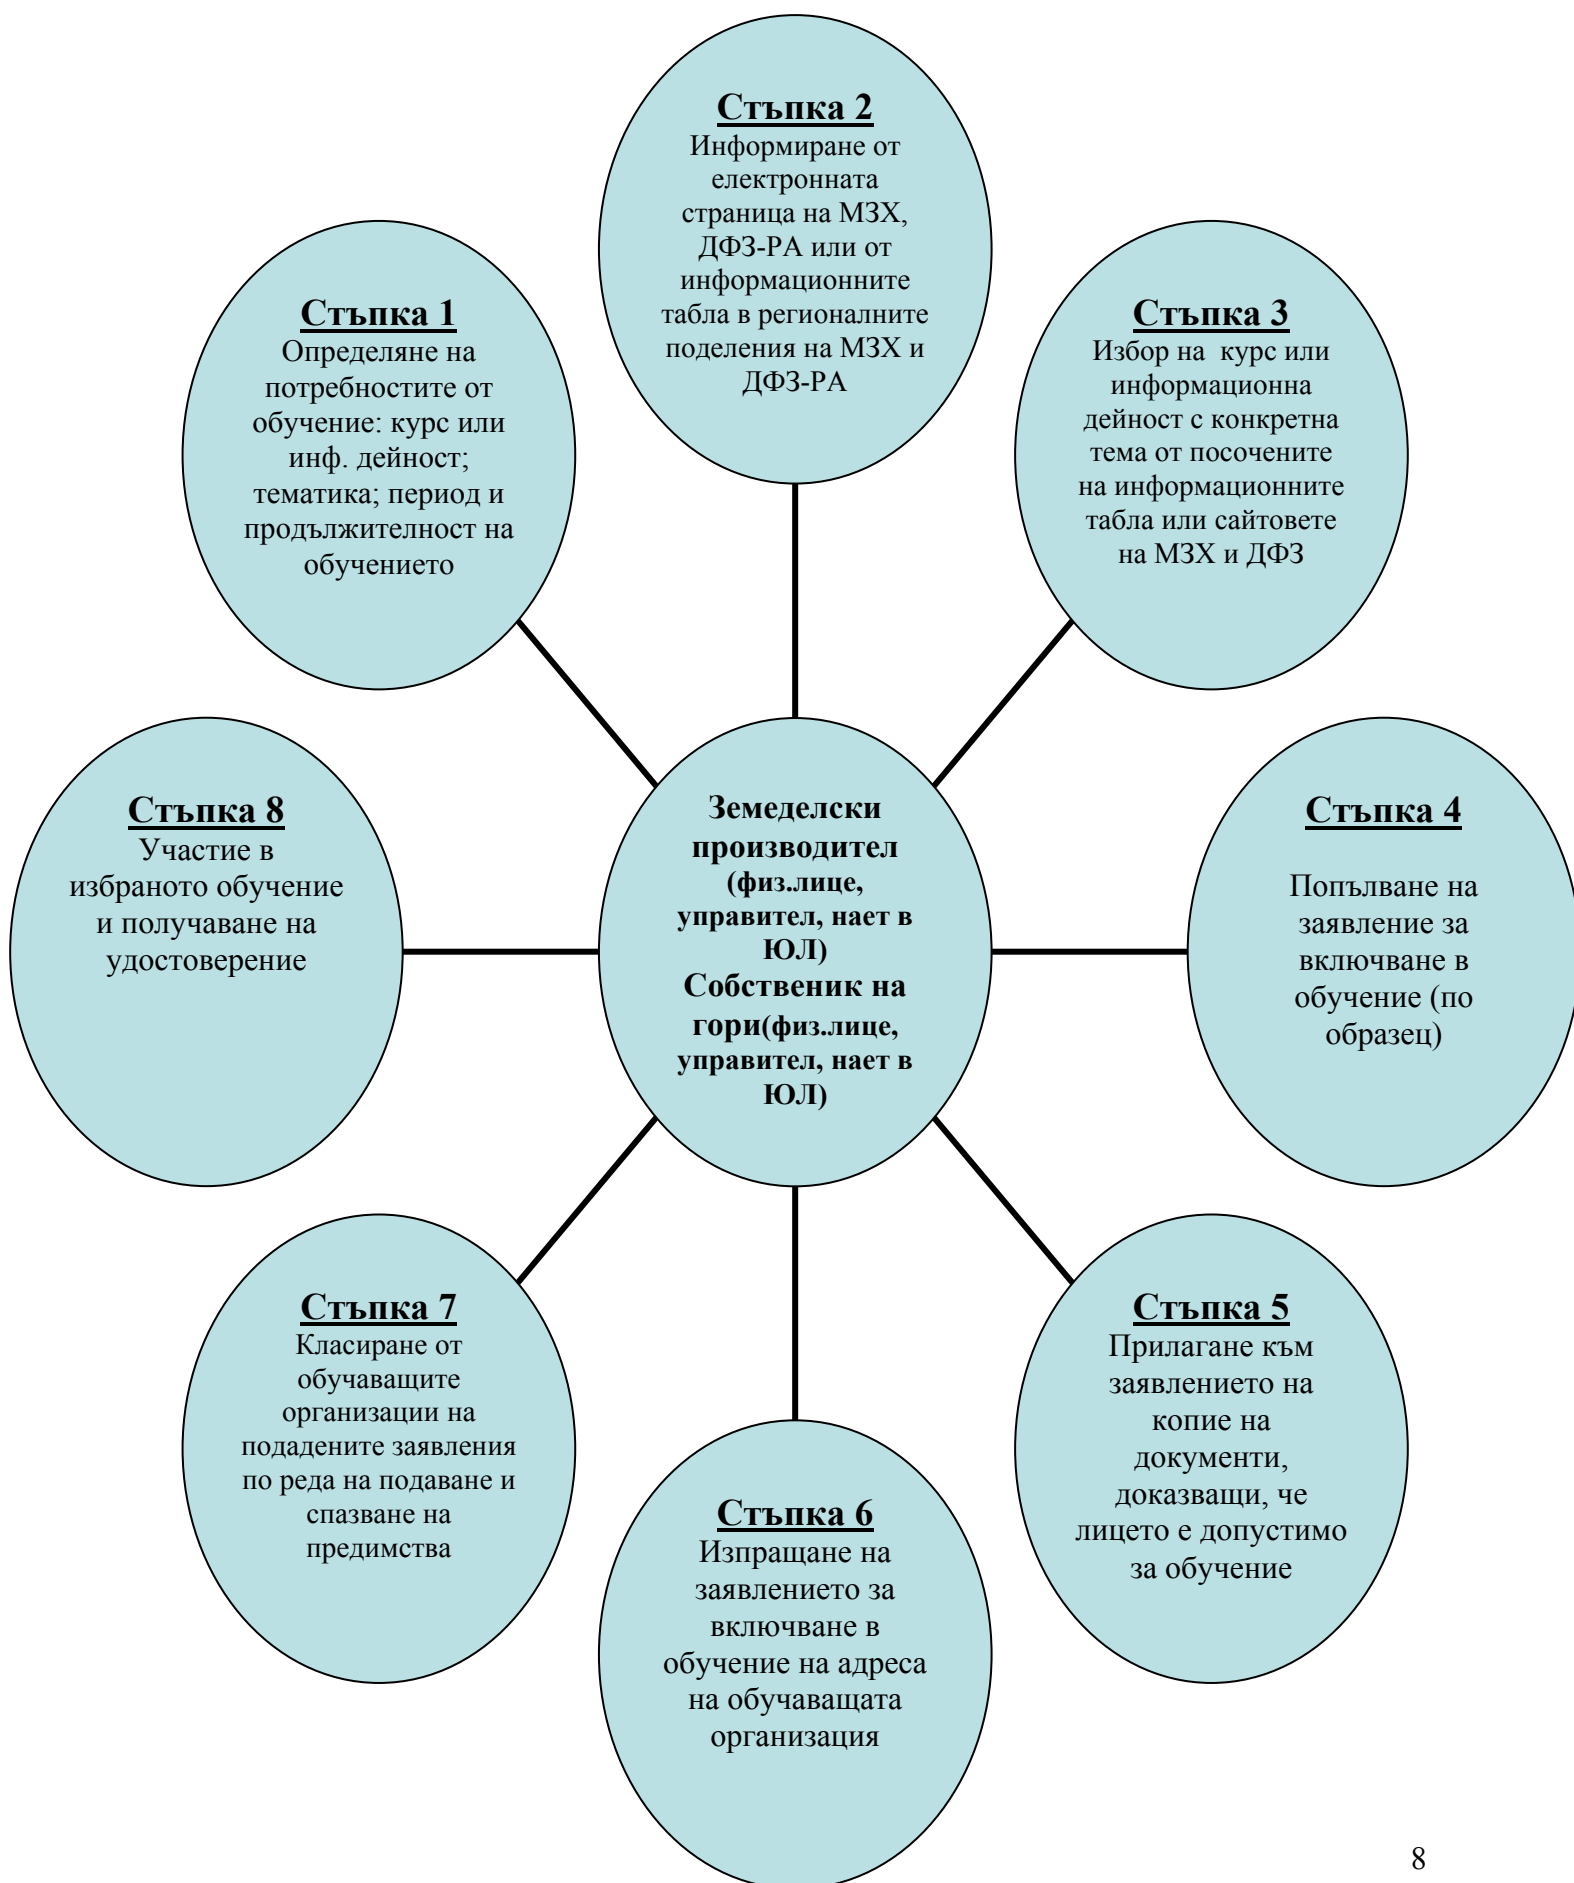 Стъпка 1
Определяне на
потребностите от
обучение: курс или
инф. дейност;
тематика; период и
продължителност на
обучението
Стъпка 2
Информиране от
електронната
страница на МЗХ,
ДФЗ-РА или от
информационните
табла в регионалните
поделения на МЗХ и
ДФЗ-РА
Стъпка 3
Избор на  курс или
информационна
дейност с конкретна
тема от посочените
на информационните
табла или сайтовете
на МЗХ и ДФЗ
Стъпка 4
Попълване на
заявление за
включване в
обучение (по
образец)
Стъпка 5
Прилагане към
заявлението на
копие на
документи,
доказващи, че
лицето е допустимо
за обучение
Стъпка 6
Изпращане на
заявлението за
включване в
обучение на адреса
на обучаващата
организация
Стъпка 7
Класиране от
обучаващите
организации на
подадените заявления
по реда на подаване и
спазване на
предимства
Стъпка 8
Участие в
избраното обучение
и получаване на
удостоверение
Земеделски
производител
(физ.лице,
управител, нает в
ЮЛ)
Собственик на
гори(физ.лице,
управител, нает в
ЮЛ)
8